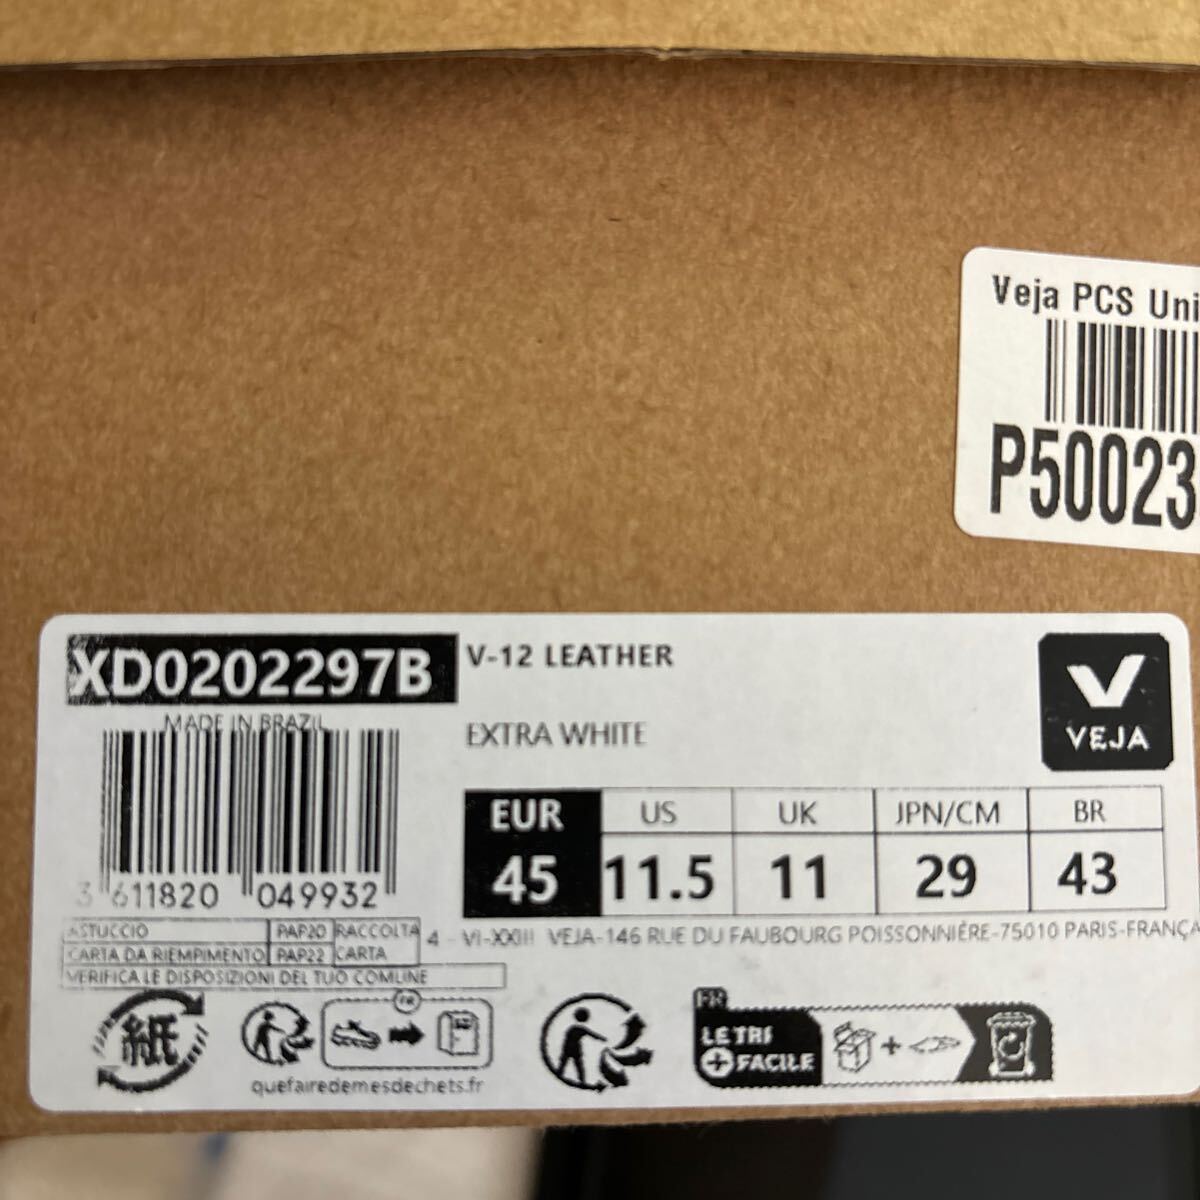 Veja PCS Uni
P50023
XD0202297B
V-12 LEATHER
MADE IN BRAZIL
EXTRA WHITE
VEJA
EUR US UK JPN/CM BR
45 11.5 11 29 43
3 611820 049932
ASTUCCIO PAP20 RACCOLTA
CARTA DA RIEMPIMENTO PAP22 CARTA
VERIFICA LE DISPOSIZIONI DEL TUO COMUNE
4 - VI-XXIII VEJA-146 RUE DU FAUBOURG POISSONNIÈRE-75010 PARIS-FRANÇA
紙
FR
quefairedemesdechets.fr
FR
LE TRI
+ FACILE
+